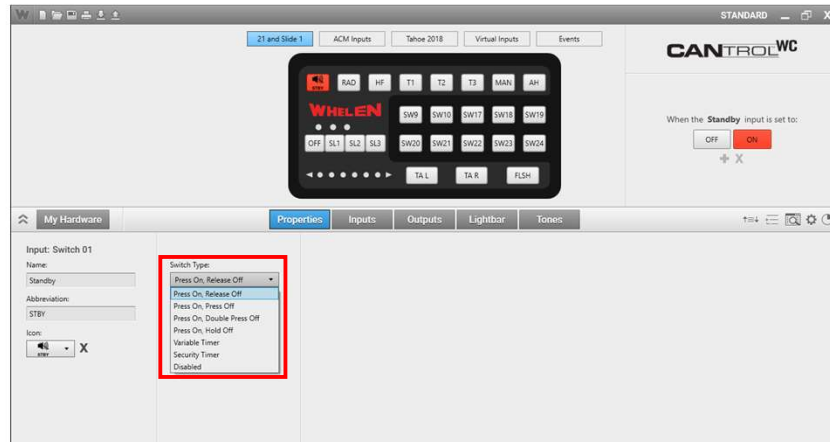 STANDARD
21 and Slide 1 ACM Inputs Tahoe 2018 Virtual Inputs Events
CANTROLWC
STBY RAD HF T1 T2 T3 MAN AH
WHELEN
SW9 SW10 SW17 SW18 SW19
OFF SL1 SL2 SL3 SW20 SW21 SW22 SW23 SW24
TA L TA R FLSH
When the Standby input is set to:
OFF ON
My Hardware Properties Inputs Outputs Lightbar Tones
Input: Switch 01
Name:
Standby
Abbreviation:
STBY
Icon:
STBY X
Switch Type:
Press On, Release Off
Press On, Release Off
Press On, Press Off
Press On, Double Press Off
Press On, Hold Off
Variable Timer
Security Timer
Disabled